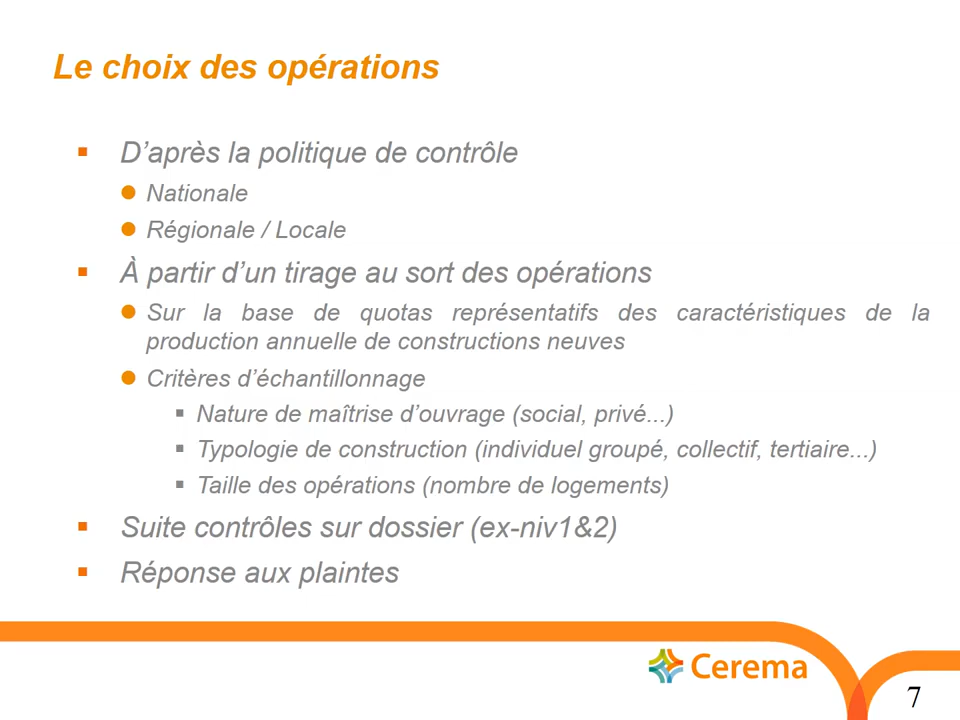 Le choix des opérations
D’après la politique de contrôle
Nationale
Régionale / Locale
À partir d’un tirage au sort des opérations
Sur la base de quotas représentatifs des caractéristiques de la
production annuelle de constructions neuves
Critères d’échantillonnage
Nature de maîtrise d’ouvrage (social, privé...)
Typologie de construction (individuel groupé, collectif, tertiaire...)
Taille des opérations (nombre de logements)
Suite contrôles sur dossier (ex-niv1&2)
Réponse aux plaintes
Cerema
7